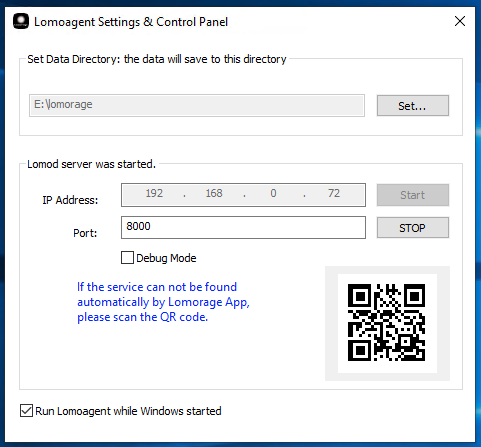 Lomoagent Settings & Control Panel
Set Data Directory: the data will save to this directory
E:\lomorage
Set...
Lomod server was started.
IP Address:
192 . 168 . 0 . 72
Start
Port:
8000
STOP
Debug Mode
If the service can not be found
automatically by Lomorage App,
please scan the QR code.
Run Lomoagent while Windows started